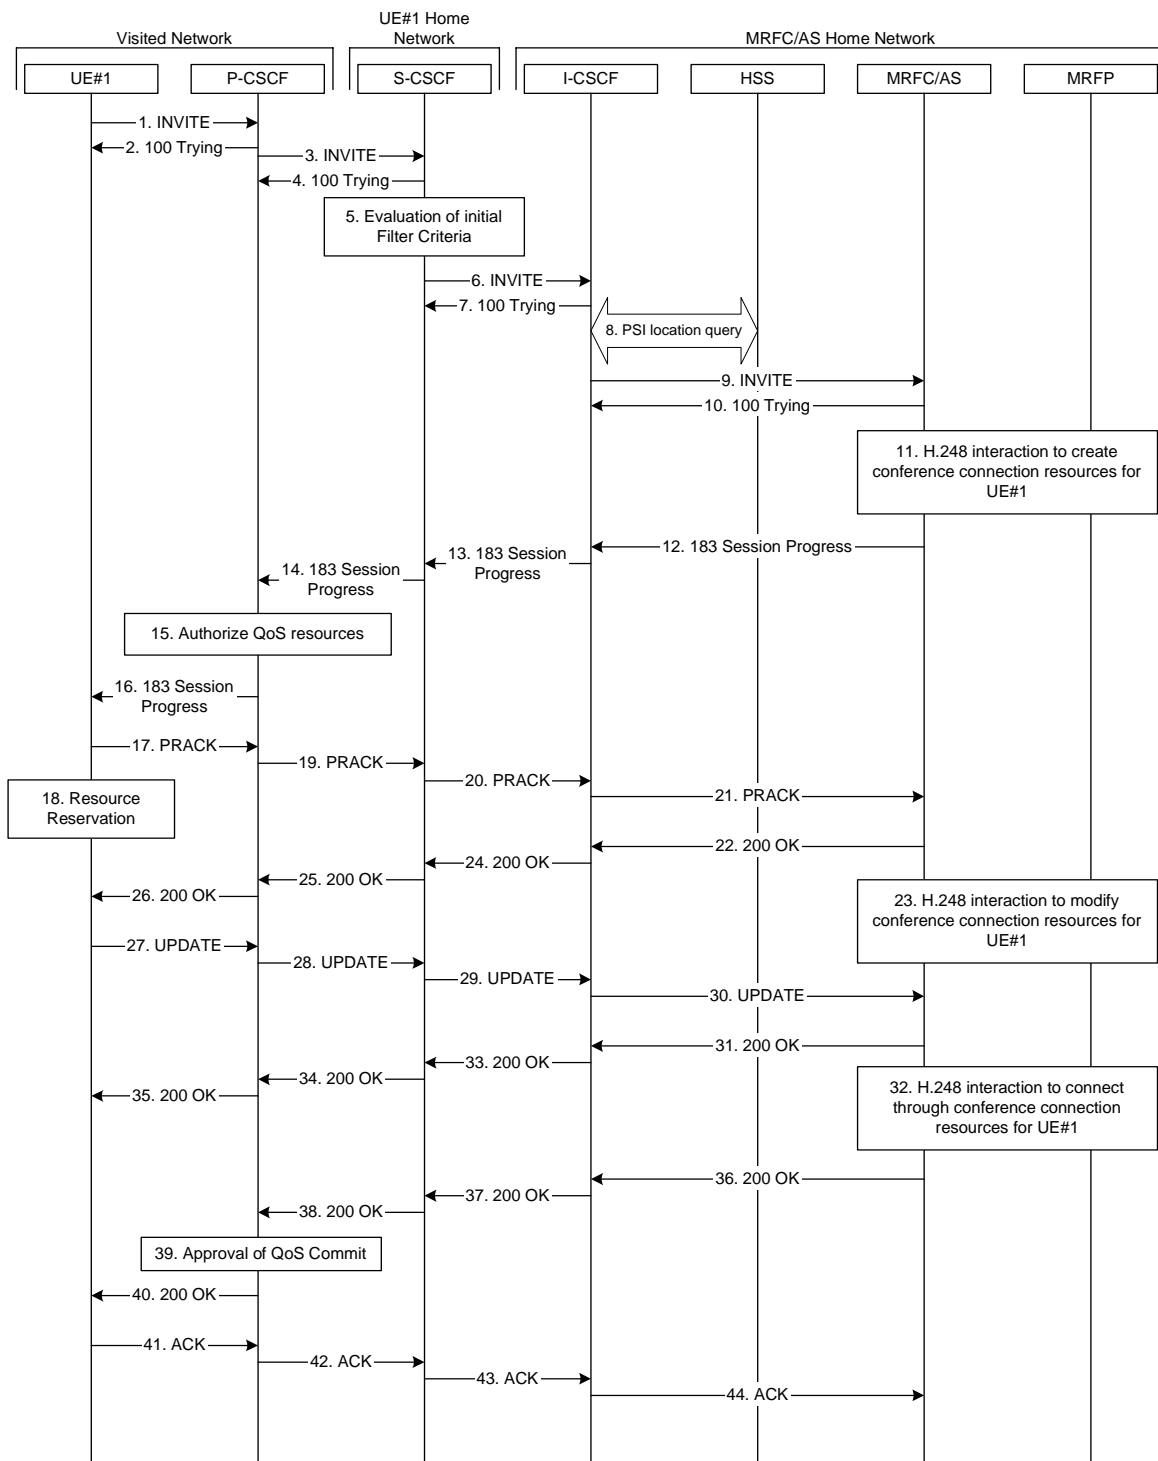 UE#1 Home
Network
Visited Network
MRFC/AS Home Network
UE#1
P-CSCF
S-CSCF
I-CSCF
HSS
MRFC/AS
MRFP
1. INVITE
2. 100 Trying
3. INVITE
4. 100 Trying
5. Evaluation of initial
Filter Criteria
6. INVITE
7. 100 Trying
8. PSI location query
9. INVITE
10. 100 Trying
11. H.248 interaction to create
conference connection resources for
UE#1
12. 183 Session Progress
13. 183 Session
Progress
14. 183 Session
Progress
15. Authorize QoS resources
16. 183 Session
Progress
17. PRACK
19. PRACK
20. PRACK
18. Resource
Reservation
21. PRACK
22. 200 OK
24. 200 OK
25. 200 OK
26. 200 OK
23. H.248 interaction to modify
conference connection resources for
UE#1
27. UPDATE
28. UPDATE
29. UPDATE
30. UPDATE
31. 200 OK
33. 200 OK
34. 200 OK
35. 200 OK
32. H.248 interaction to connect
through conference connection
resources for UE#1
36. 200 OK
37. 200 OK
38. 200 OK
39. Approval of QoS Commit
40. 200 OK
41. ACK
42. ACK
43. ACK
44. ACK